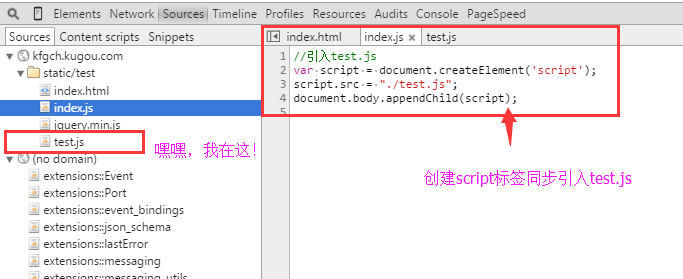 Elements Network Sources Timeline Profiles Resources Audits Console PageSpeed
Sources Content scripts Snippets
index.html index.js × test.js
kfgch.kugou.com
static/test
index.html
index.js
jquery.min.js
test.js
(no domain)
extensions::Event
extensions::Port
extensions::event_bindings
extensions::json_schema
extensions::lastError
extensions::messaging
extensions::messaging_utils
1 //引入test.js
2 var script = document.createElement('script');
3 script.src = "./test.js";
4 document.body.appendChild(script);
5
嘿嘿，我在这！
创建script标签同步引入test.js